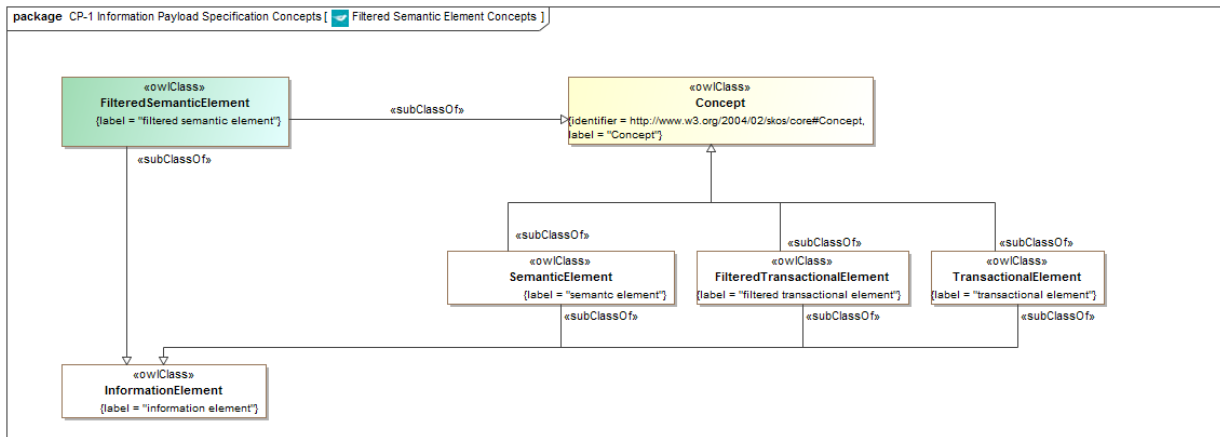 package CP-1 Information Payload Specification Concepts [ Filtered Semantic Element Concepts ]
«owlClass»
FilteredSemanticElement
{label = "filtered semantic element"}
«subClassOf»
«owlClass»
Concept
{identifier = http://www.w3.org/2004/02/skos/core#Concept,
label = "Concept"}
«subClassOf»
«subClassOf»
«subClassOf»
«subClassOf»
«owlClass»
SemanticElement
{label = "semantc element"}
«owlClass»
FilteredTransactionalElement
{label = "filtered transactional element"}
«owlClass»
TransactionalElement
{label = "transactional element"}
«subClassOf»
«subClassOf»
«subClassOf»
«owlClass»
InformationElement
{label = "information element"}